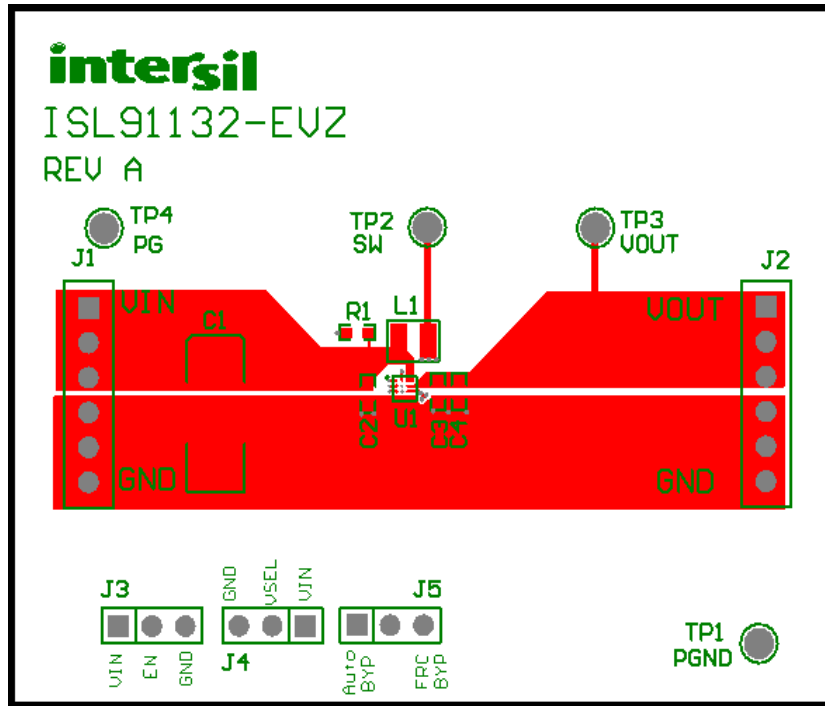 intersil
ISL91132-EVZ
REV A
TP4
PG
TP2
SW
TP3
VOUT
J1
J2
VIN
C1
R1
L1
VOUT
C2
U1
C3
C4
GND
GND
J3
GND
VSEL
VIN
J5
VIN
EN
GND
J4
Auto
BYP
FRC
BYP
TP1
PGND